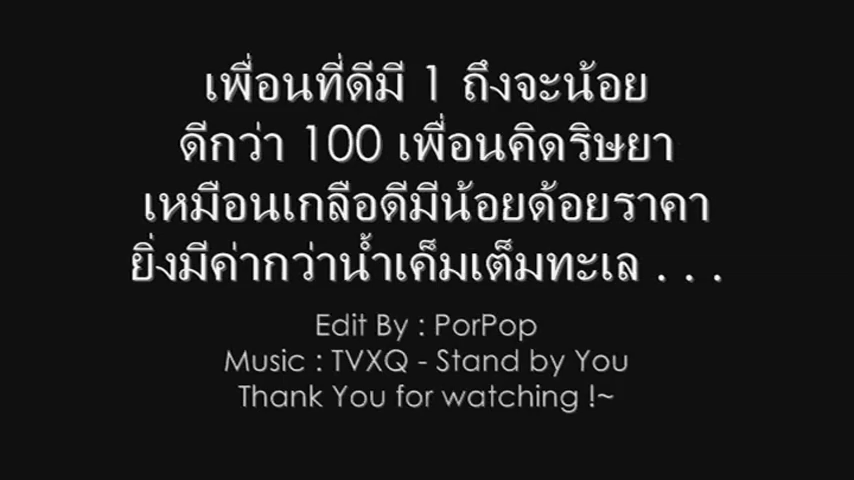 เพื่อนที่ดีมี 1 ถึงจะน้อย
ดีกว่า 100 เพื่อนคิดริษยา
เหมือนเกลือดีมีน้อยด้อยราคา
ยิ่งมีค่ากว่าน้ำเค็มเต็มทะเล . . .
Edit By : PorPop
Music : TVXQ - Stand by You
Thank You for watching !~